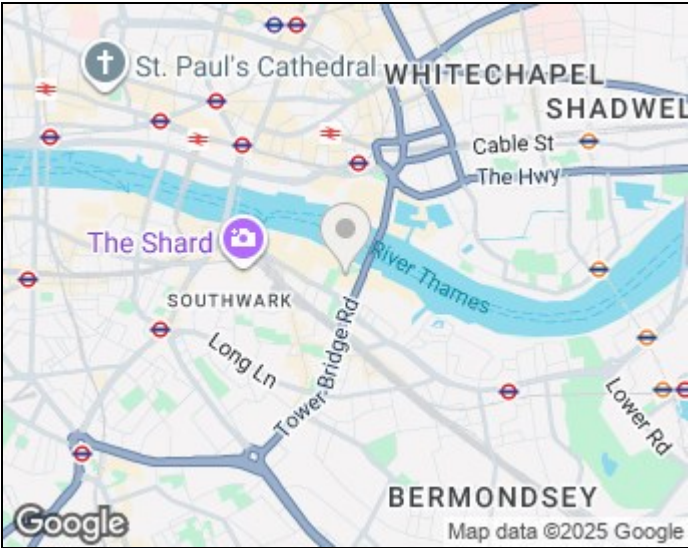 St. Paul's Cathedral
WHITECHAPEL
SHADWEL
Cable St
The Hwy
The Shard
River Thames
SOUTHWARK
Long Ln
Tower Bridge Rd
Lower Rd
BERMONDSEY
Google
Map data ©2025 Google